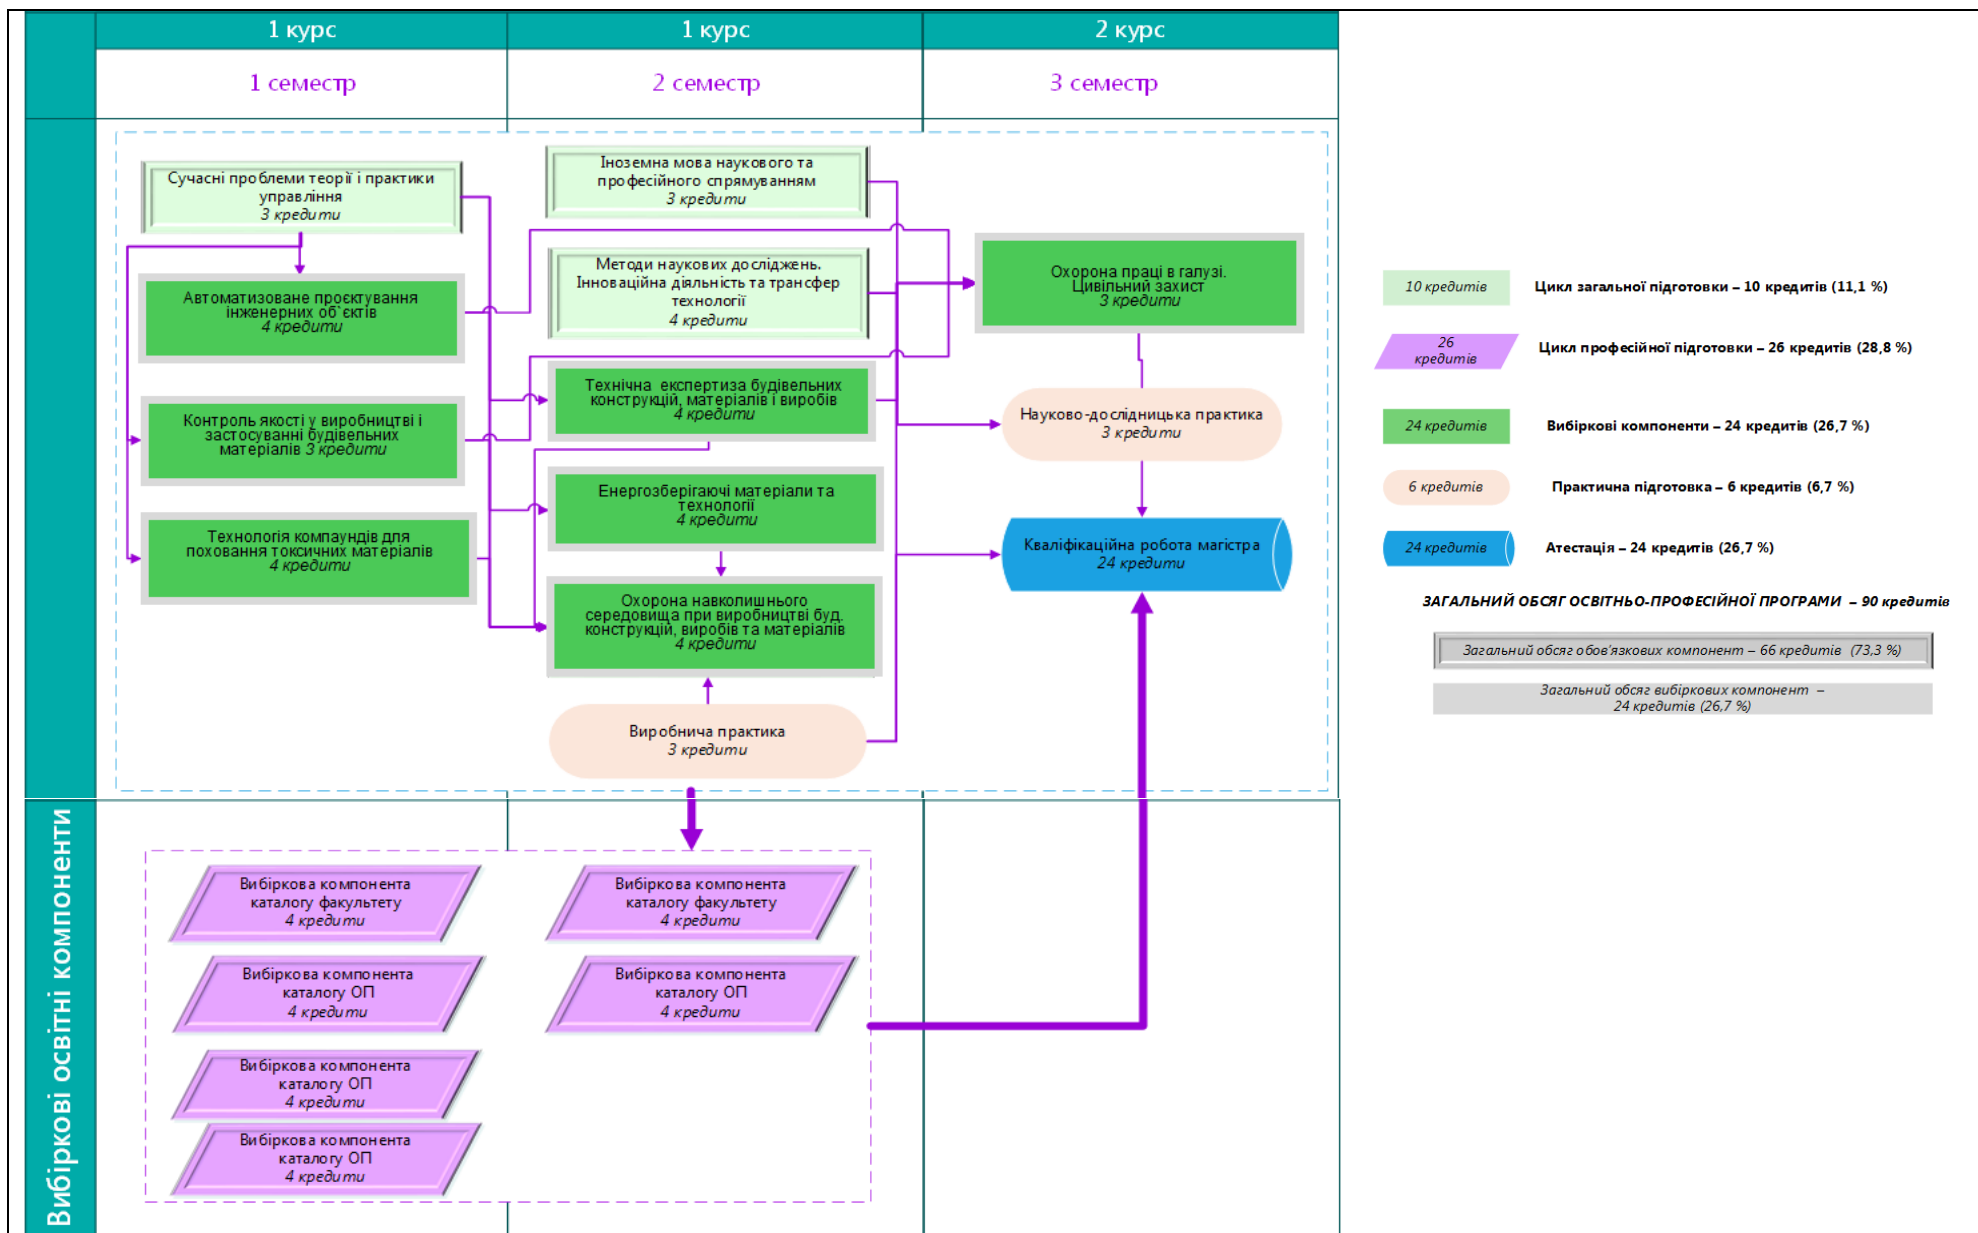 1 курс
1 курс
2 курс
1 семестр
2 семестр
3 семестр
Сучасні проблеми теорії і практики
управління
3 кредити
Автоматизоване проєктування
інженерних об`єктів
4 кредити
Контроль якості у виробництві і
застосуванні будівельних
матеріалів 3 кредити
Технологія компаундів для
поховання токсичних матеріалів
4 кредити
Іноземна мова наукового та
професійного спрямуванням
3 кредити
Методи наукових досліджень.
Інноваційна діяльність та трансфер
технології
4 кредити
Технічна експертиза будівельних
конструкцій, матеріалів і виробів
4 кредити
Енергозберігаючі матеріали та
технології
4 кредити
Охорона навколишнього
середовища при виробництві буд.
конструкцій, виробів та матеріалів
4 кредити
Виробнича практика
3 кредити
Охорона праці в галузі.
Цивільний захист
3 кредити
Науково-дослідницька практика
3 кредити
Кваліфікаційна робота магістра
24 кредити
Вибіркові освітні компоненти
Вибіркова компонента
каталогу факультету
4 кредити
Вибіркова компонента
каталогу ОП
4 кредити
Вибіркова компонента
каталогу ОП
4 кредити
Вибіркова компонента
каталогу ОП
4 кредити
Вибіркова компонента
каталогу факультету
4 кредити
Вибіркова компонента
каталогу ОП
4 кредити
10 кредитів
Цикл загальної підготовки – 10 кредитів (11,1 %)
26
кредитів
Цикл професійної підготовки – 26 кредитів (28,8 %)
24 кредитів
Вибіркові компоненти – 24 кредитів (26,7 %)
6 кредитів
Практична підготовка – 6 кредитів (6,7 %)
24 кредитів
Атестація – 24 кредитів (26,7 %)
ЗАГАЛЬНИЙ ОБСЯГ ОСВІТНЬО-ПРОФЕСІЙНОЇ ПРОГРАМИ – 90 кредитів
Загальний обсяг обов'язкових компонент – 66 кредитів (73,3 %)
Загальний обсяг вибіркових компонент –
24 кредитів (26,7 %)